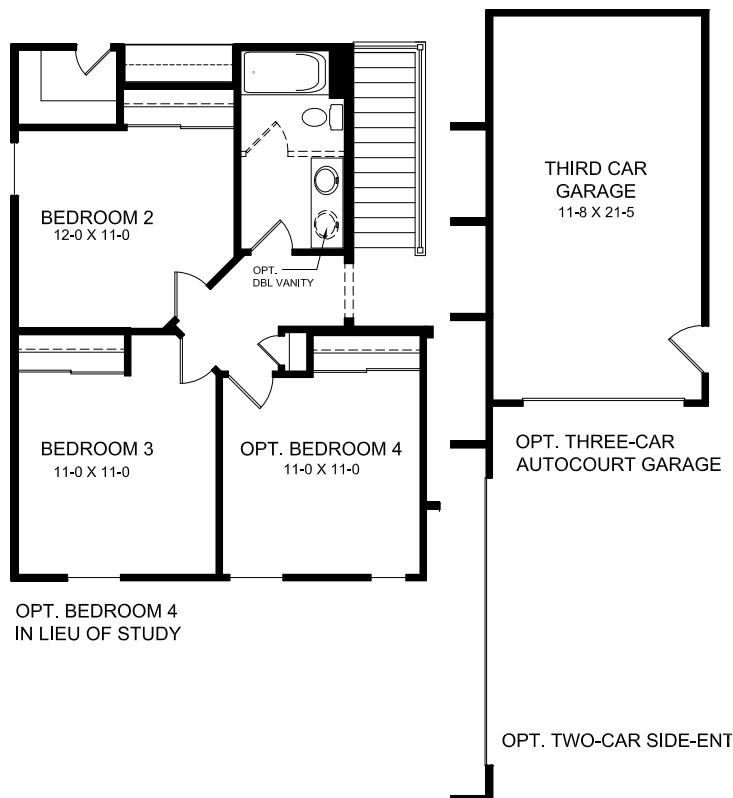 THIRD CAR
GARAGE
11-8 X 21-5
BEDROOM 2
12-0 X 11-0
OPT.
DBL VANITY
BEDROOM 3
11-0 X 11-0
OPT. BEDROOM 4
11-0 X 11-0
OPT. THREE-CAR
AUTOCOURT GARAGE
OPT. BEDROOM 4
IN LIEU OF STUDY
OPT. TWO-CAR SIDE-ENT